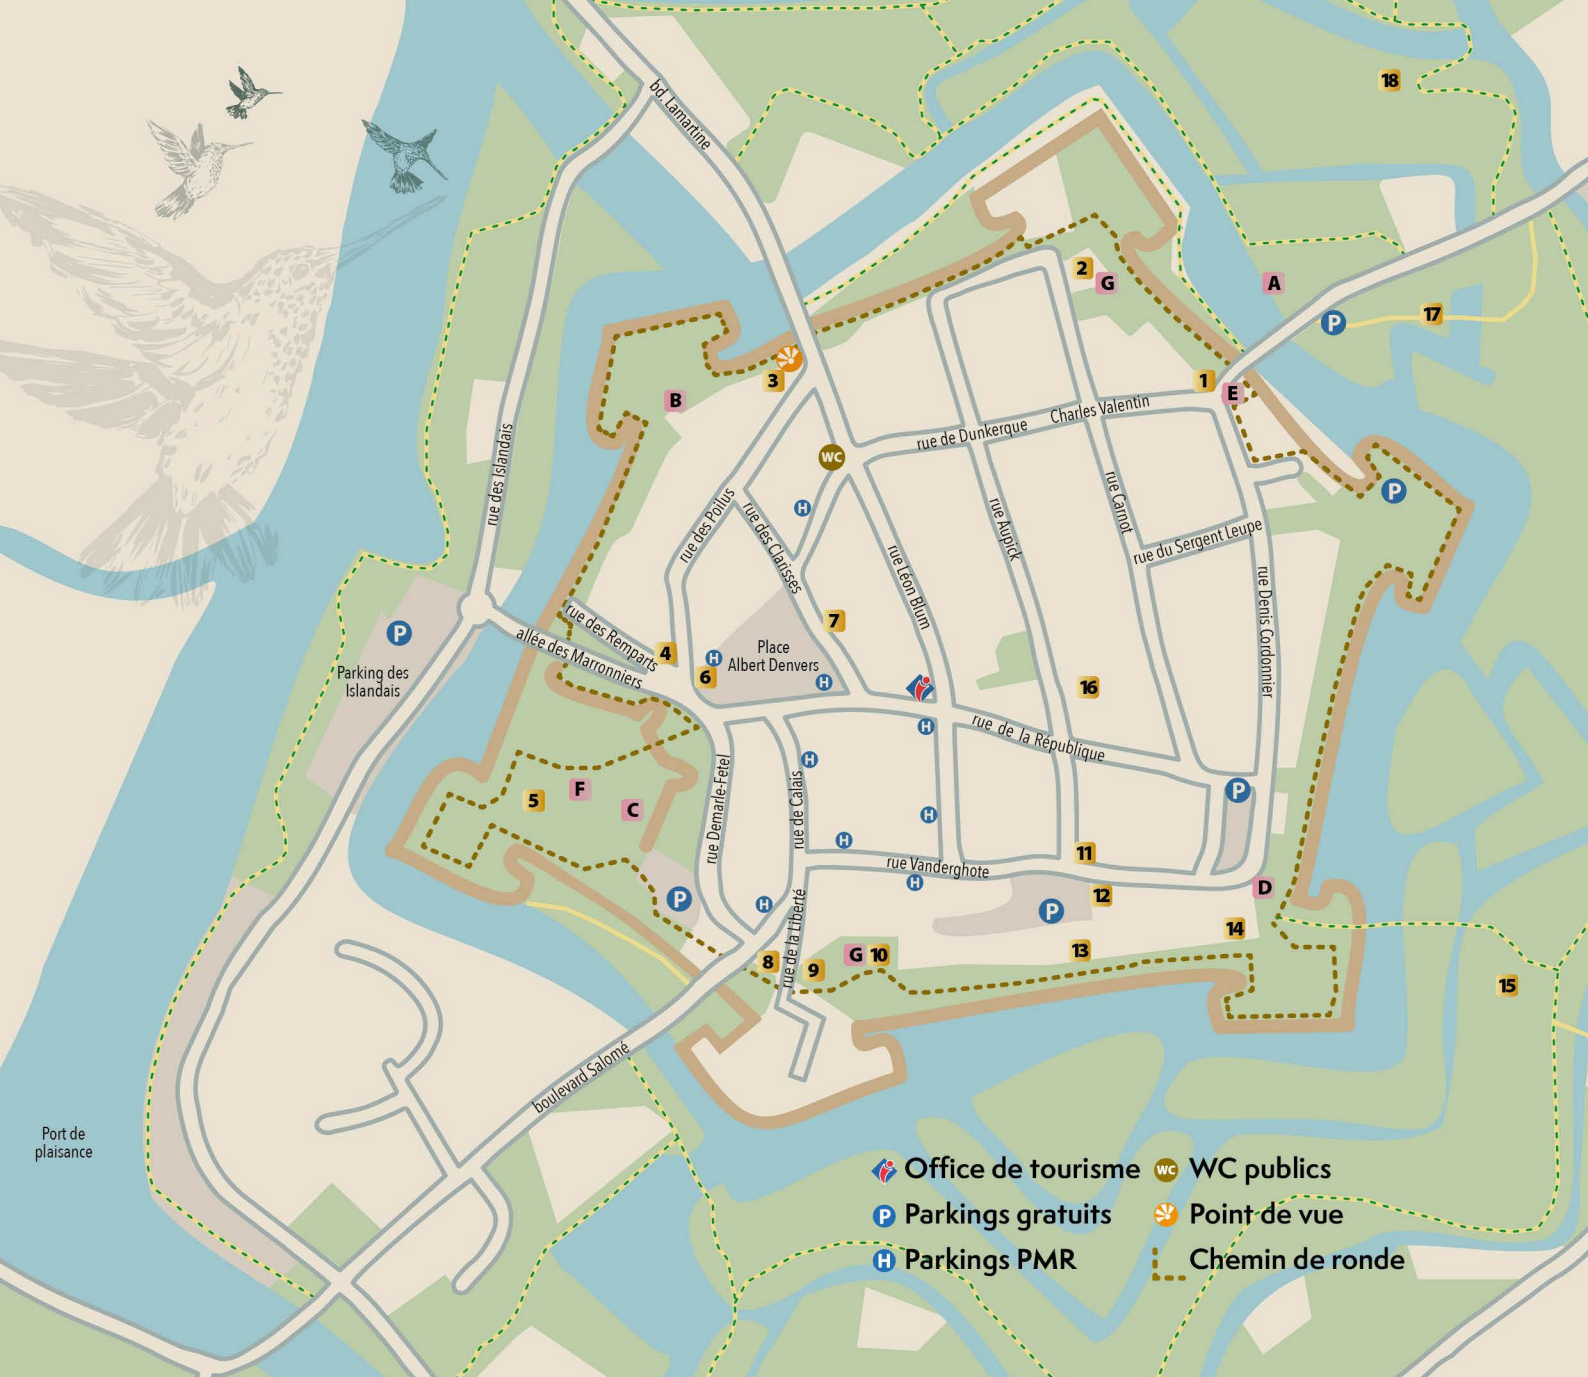 bd. Lamartine
18
2
G
A
17
P
3
1
E
B
Charles Valentin
rue de Dunkerque
WC
rue des Islandais
P
H
rue des Poilus
rue des Clarisses
rue Aupick
rue Carnot
rue du Sergent Leupe
rue Léon Blum
rue Denis Cordonnier
P
rue des Remparts
allée des Marronniers
7
4
H
6
Place
Albert Denvers
H
Parking des
Islandais
16
H
rue de la République
H
5
F
C
rue Demarle-Fetel
rue de Calais
P
H
H
11
rue Vanderghote
H
12
D
P
H
P
rue de la Liberté
14
13
8
9
G
10
15
boulevard Salomé
Port de
plaisance
Office de tourisme
WC
WC publics
P
Parkings gratuits
Point de vue
H
Parkings PMR
Chemin de ronde